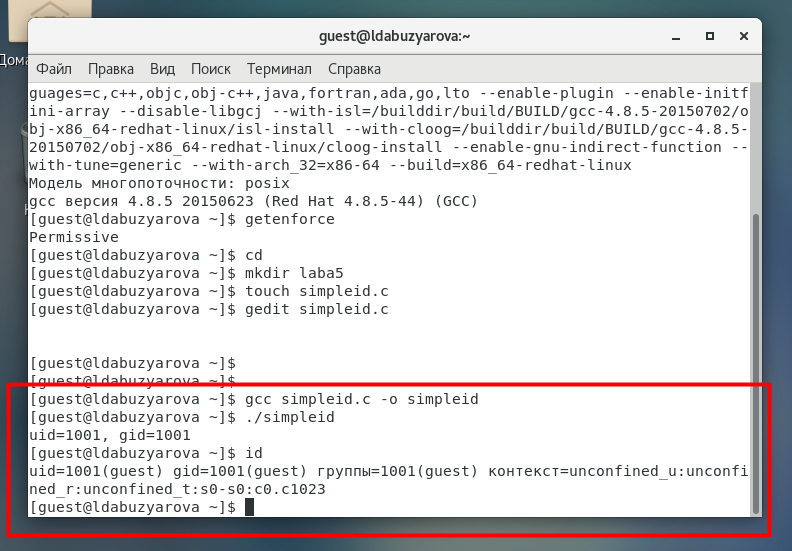 guest@ldabuzyarova:~
Дома
Файл Правка Вид Поиск Терминал Справка
guages=c,c++,objc,obj-c++,java,fortran,ada,go,lto --enable-plugin --enable-initf
ini-array --disable-libgcj --with-isl=/builddir/build/BUILD/gcc-4.8.5-20150702/o
bj-x86_64-redhat-linux/isl-install --with-cloog=/builddir/build/BUILD/gcc-4.8.5-
20150702/obj-x86_64-redhat-linux/cloog-install --enable-gnu-indirect-function --
with-tune=generic --with-arch_32=x86-64 --build=x86_64-redhat-linux
Модель многопоточности: posix
gcc версия 4.8.5 20150623 (Red Hat 4.8.5-44) (GCC)
[guest@ldabuzyarova ~]$ getenforce
Permissive
[guest@ldabuzyarova ~]$ cd
[guest@ldabuzyarova ~]$ mkdir laba5
[guest@ldabuzyarova ~]$ touch simpleid.c
[guest@ldabuzyarova ~]$ gedit simpleid.c
[guest@ldabuzyarova ~]$
[guest@ldabuzyarova ~]$
[guest@ldabuzyarova ~]$ gcc simpleid.c -o simpleid
[guest@ldabuzyarova ~]$ ./simpleid
uid=1001, gid=1001
[guest@ldabuzyarova ~]$ id
uid=1001(guest) gid=1001(guest) группы=1001(guest) контекст=unconfined_u:unconfi
ned_r:unconfined_t:s0-s0:c0.c1023
[guest@ldabuzyarova ~]$